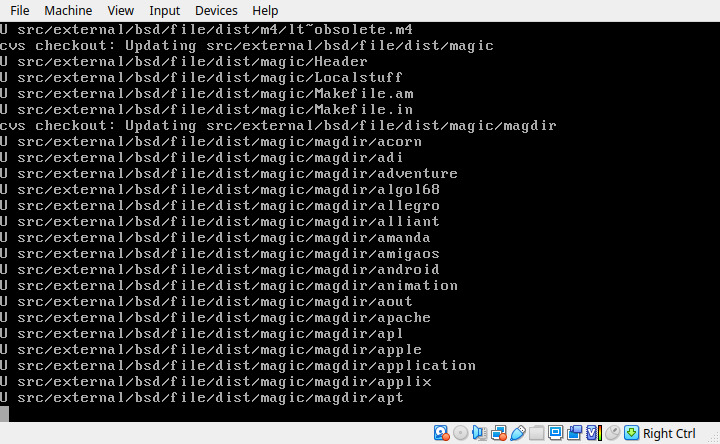 File Machine View Input Devices Help
U src/external/bsd/file/dist/m4/lt~obsolete.m4
cvs checkout: Updating src/external/bsd/file/dist/magic
U src/external/bsd/file/dist/magic/Header
U src/external/bsd/file/dist/magic/Localstuff
U src/external/bsd/file/dist/magic/Makefile.am
U src/external/bsd/file/dist/magic/Makefile.in
cvs checkout: Updating src/external/bsd/file/dist/magic/magdir
U src/external/bsd/file/dist/magic/magdir/acorn
U src/external/bsd/file/dist/magic/magdir/adi
U src/external/bsd/file/dist/magic/magdir/adventure
U src/external/bsd/file/dist/magic/magdir/algol68
U src/external/bsd/file/dist/magic/magdir/allegro
U src/external/bsd/file/dist/magic/magdir/alliant
U src/external/bsd/file/dist/magic/magdir/amanda
U src/external/bsd/file/dist/magic/magdir/amigaos
U src/external/bsd/file/dist/magic/magdir/android
U src/external/bsd/file/dist/magic/magdir/animation
U src/external/bsd/file/dist/magic/magdir/aout
U src/external/bsd/file/dist/magic/magdir/apache
U src/external/bsd/file/dist/magic/magdir/apl
U src/external/bsd/file/dist/magic/magdir/apple
U src/external/bsd/file/dist/magic/magdir/application
U src/external/bsd/file/dist/magic/magdir/applix
U src/external/bsd/file/dist/magic/magdir/apt
Right Ctrl